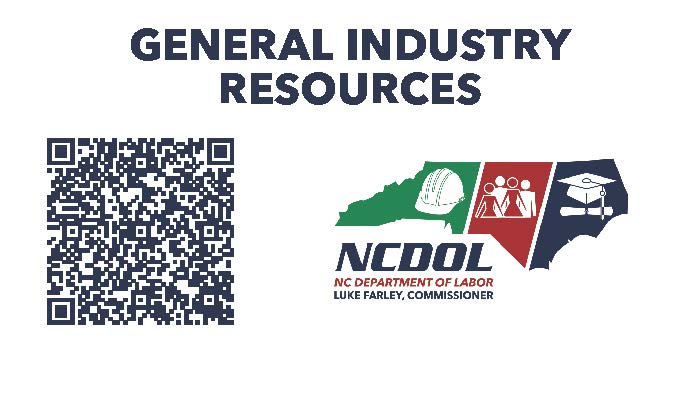 GENERAL INDUSTRY
RESOURCES
NCDOL
NC DEPARTMENT OF LABOR
LUKE FARLEY, COMMISSIONER